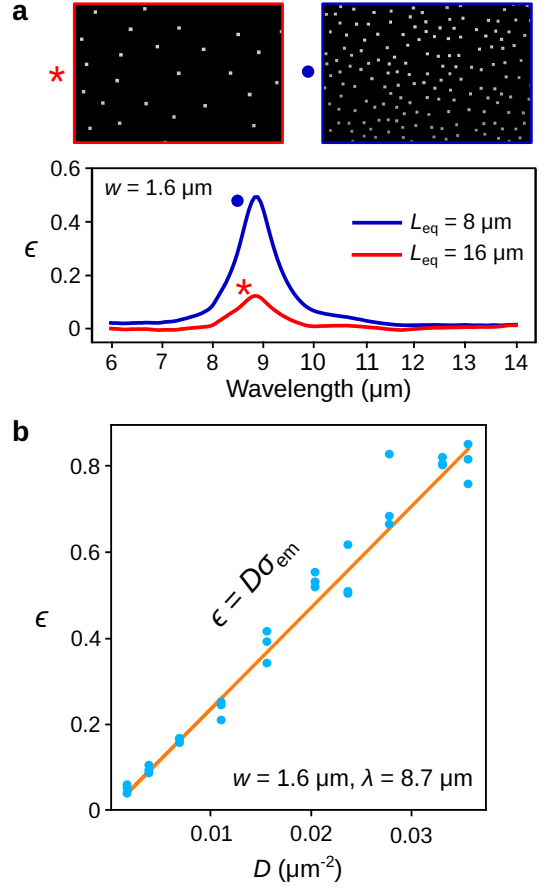 a
*
w = 1.6 μm
0.6
0.4
0.2
0
ϵ
L_eq = 8 μm
L_eq = 16 μm
*
6 7 8 9 10 11 12 13 14
Wavelength (μm)
b
0.8
0.6
0.4
0.2
0
ϵ
ϵ = Dσ_em
w = 1.6 μm, λ = 8.7 μm
0.01 0.02 0.03
D (μm⁻²)